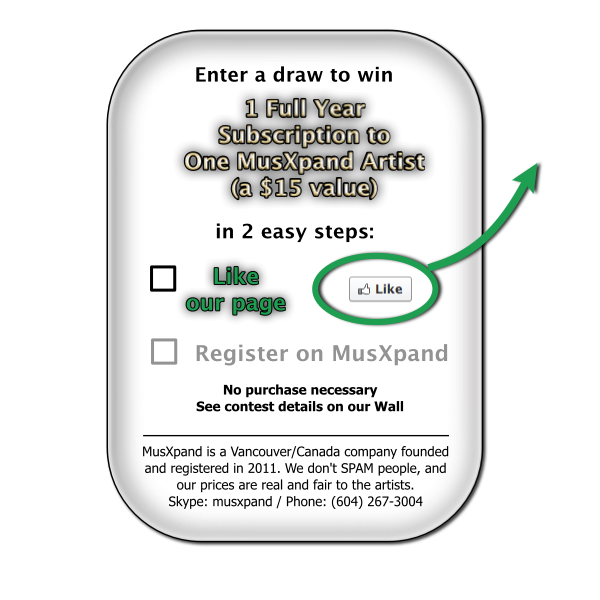 Enter a draw to win
1 Full Year
Subscription to
One MusXpand Artist
(a $15 value)
in 2 easy steps:
Like
our page
Like
Register on MusXpand
No purchase necessary
See contest details on our Wall
MusXpand is a Vancouver/Canada company founded
and registered in 2011. We don't SPAM people, and
our prices are real and fair to the artists.
Skype: musxpand / Phone: (604) 267-3004